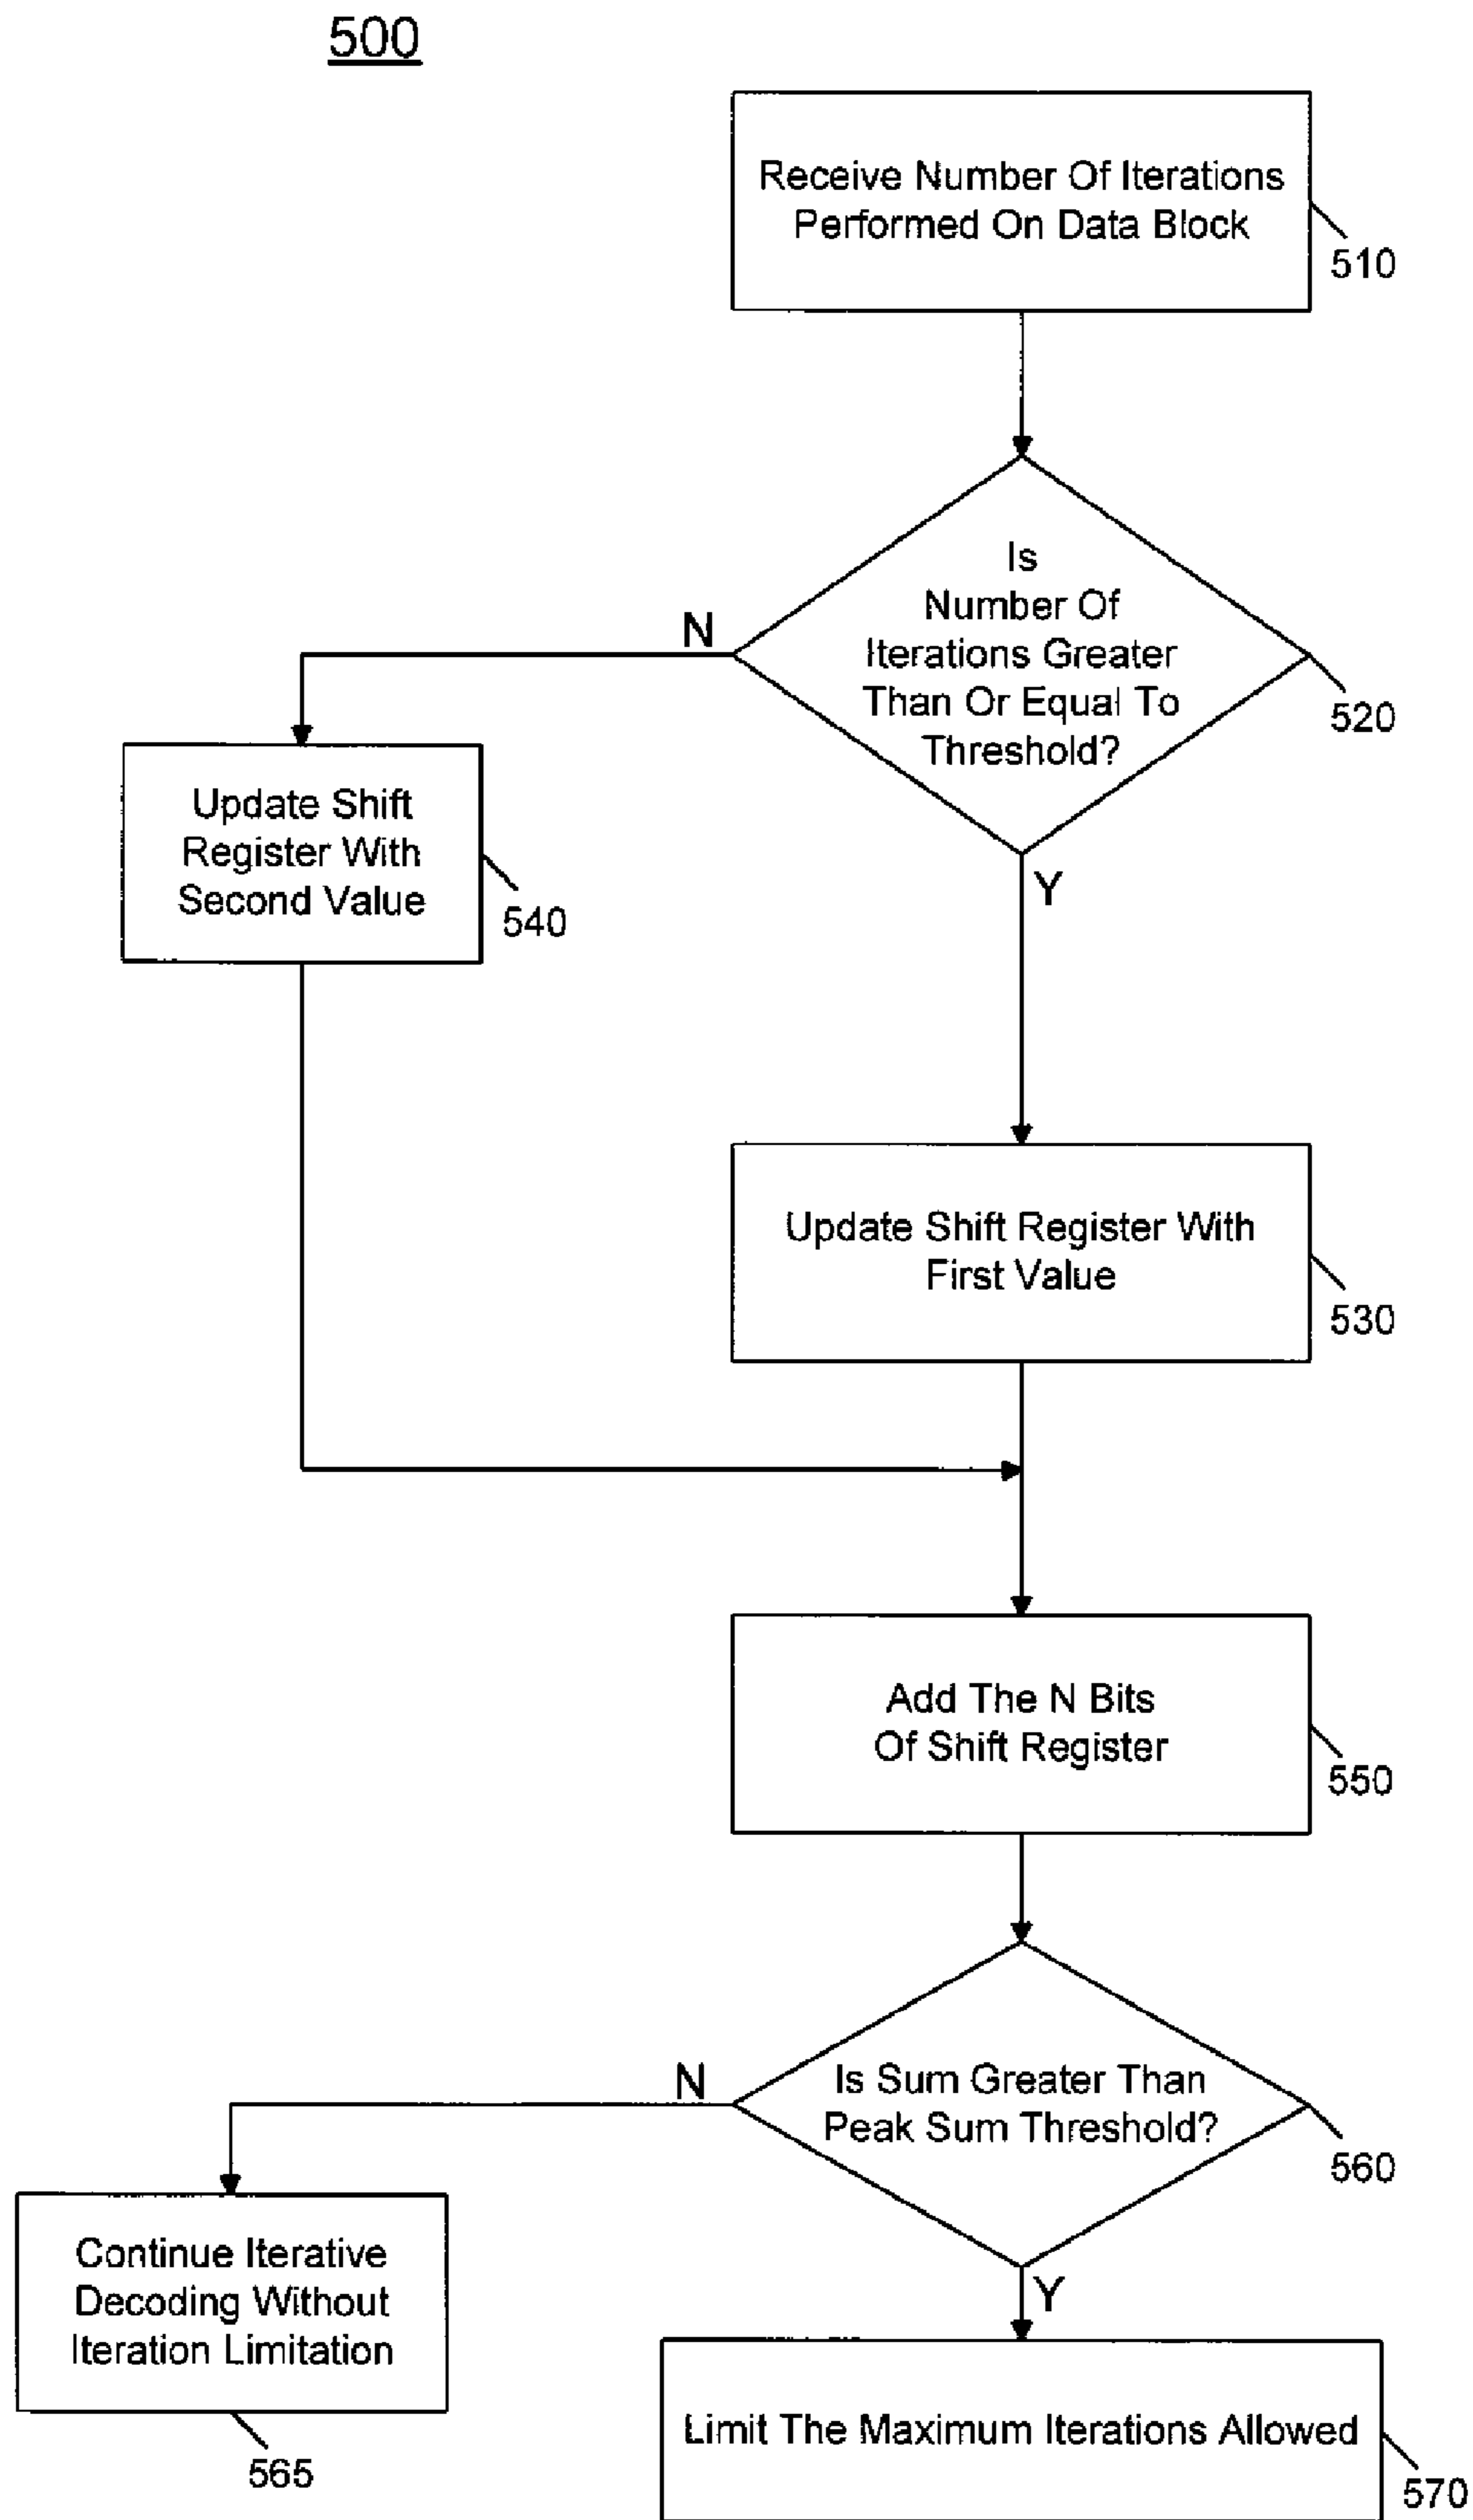 500
Receive Number Of Iterations
Performed On Data Block
510
Is
Number Of
Iterations Greater
Than Or Equal To
Threshold?
520
N
Y
Update Shift
Register With
Second Value
540
Update Shift Register With
First Value
530
Add The N Bits
Of Shift Register
550
Is Sum Greater Than
Peak Sum Threshold?
560
N
Y
Continue Iterative
Decoding Without
Iteration Limitation
565
Limit The Maximum Iterations Allowed
570